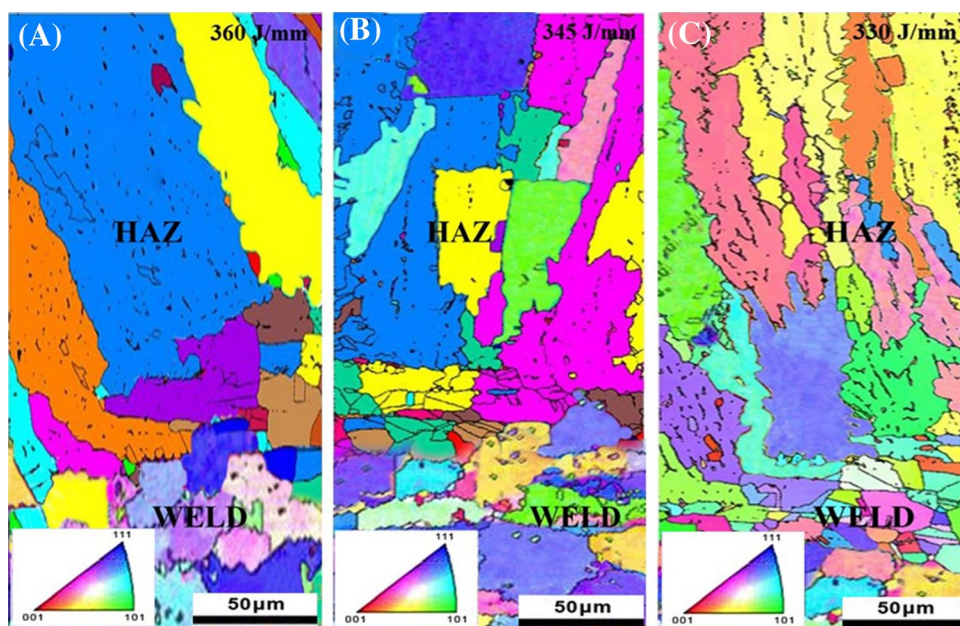 (A)
360 J/mm
HAZ
WELD
111
001
101
50µm
(B)
345 J/mm
HAZ
WELD
111
001
101
50µm
(C)
330 J/mm
HAZ
WELD
111
001
101
50µm